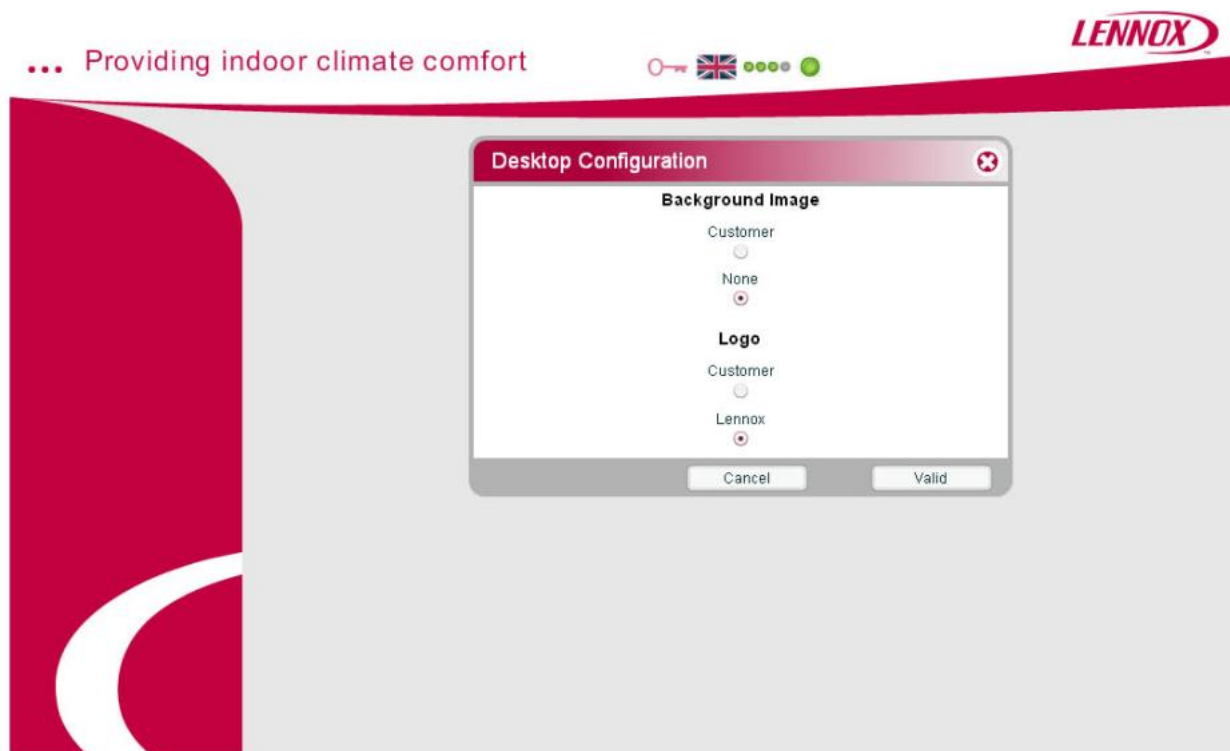 LENNOX
... Providing indoor climate comfort
Desktop Configuration
Background Image
Customer
None
Logo
Customer
Lennox
Cancel
Valid